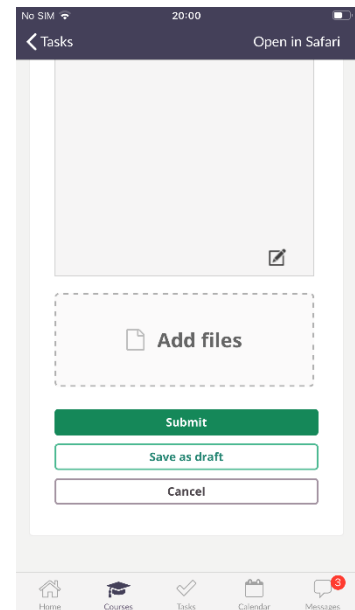 No SIM 20:00
Tasks Open in Safari
Add files
Submit
Save as draft
Cancel
3
Home Courses Tasks Calendar Messages